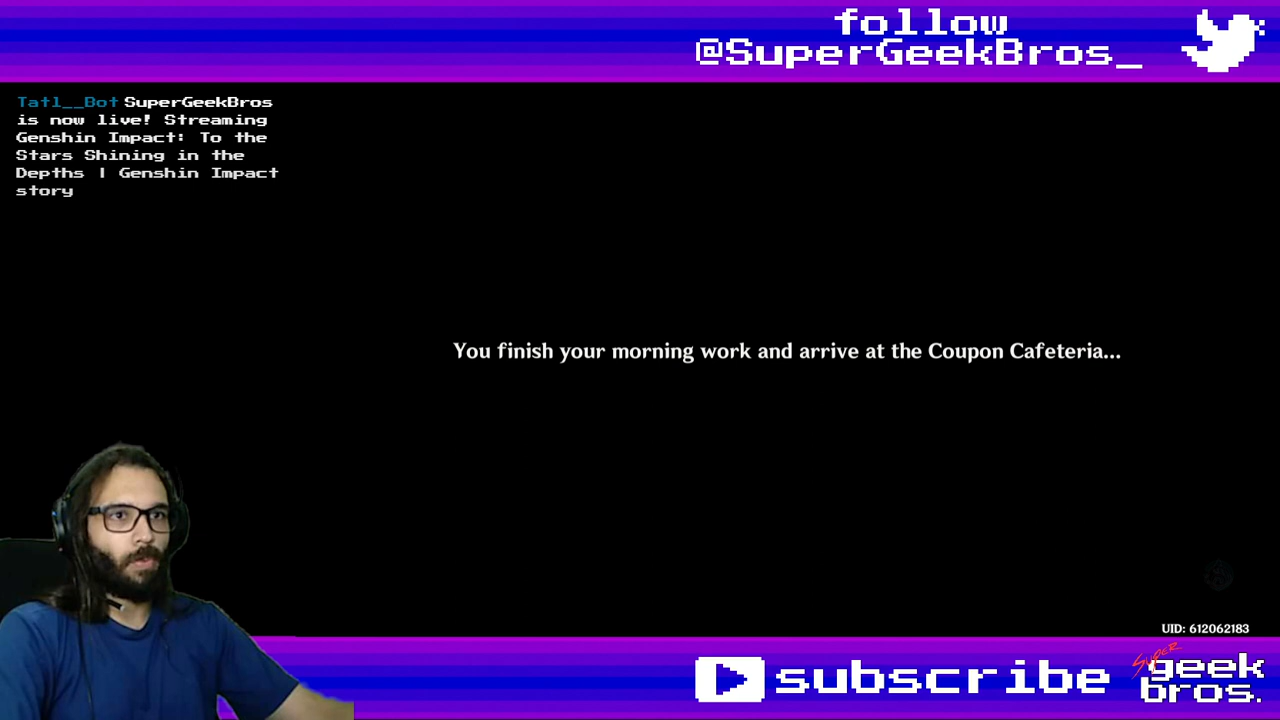 follow
@SuperGeekBros_
Tatl__Bot SuperGeekBros
is now live! Streaming
Genshin Impact: To the
Stars Shining in the
Depths | Genshin Impact
story
You finish your morning work and arrive at the Coupon Cafeteria...
UID: 612062183
subscribe
SUPER
geek
bros.